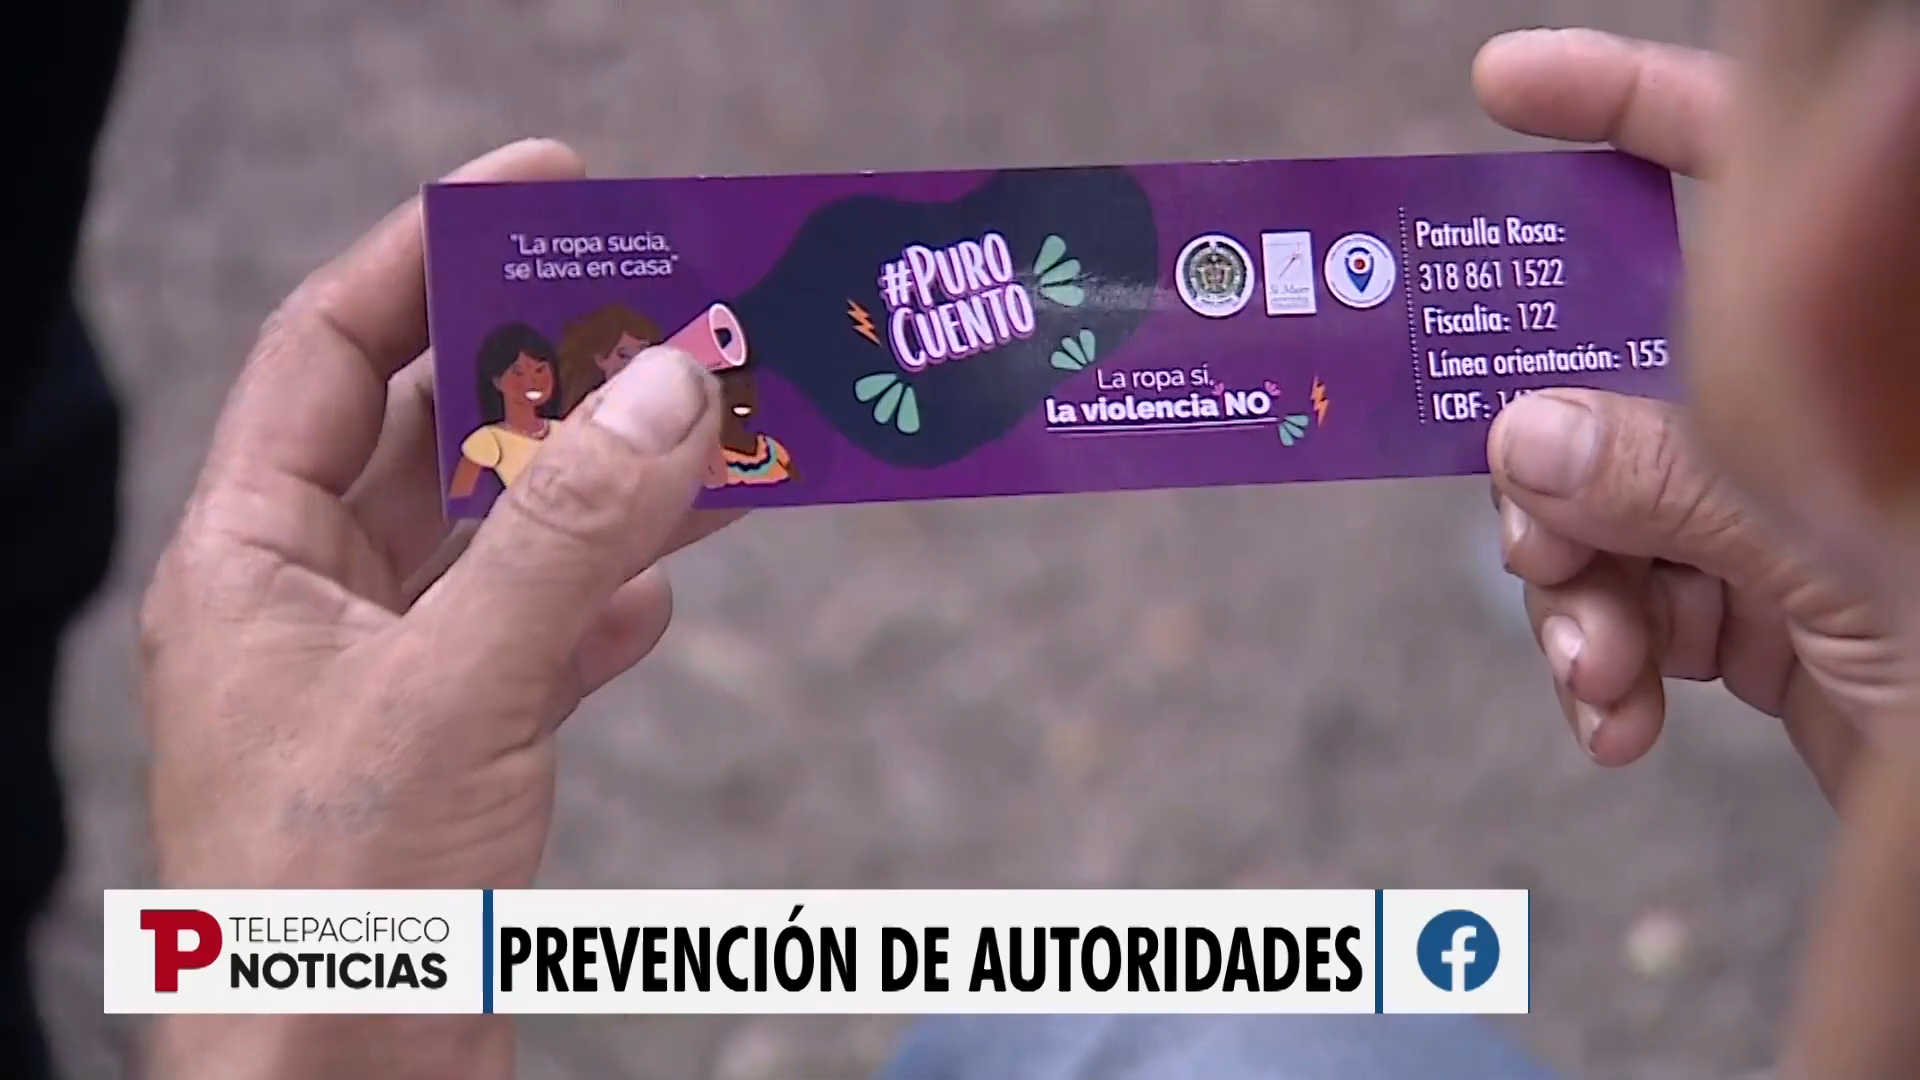 "La ropa sucia,
se lava en casa"
#PURO
CUENTO
La ropa sí,
la violencia NO
Patrulla Rosa:
318 861 1522
Fiscalia: 122
Línea orientación: 155
ICBF:
TELEPACÍFICO
NOTICIAS
PREVENCIÓN DE AUTORIDADES